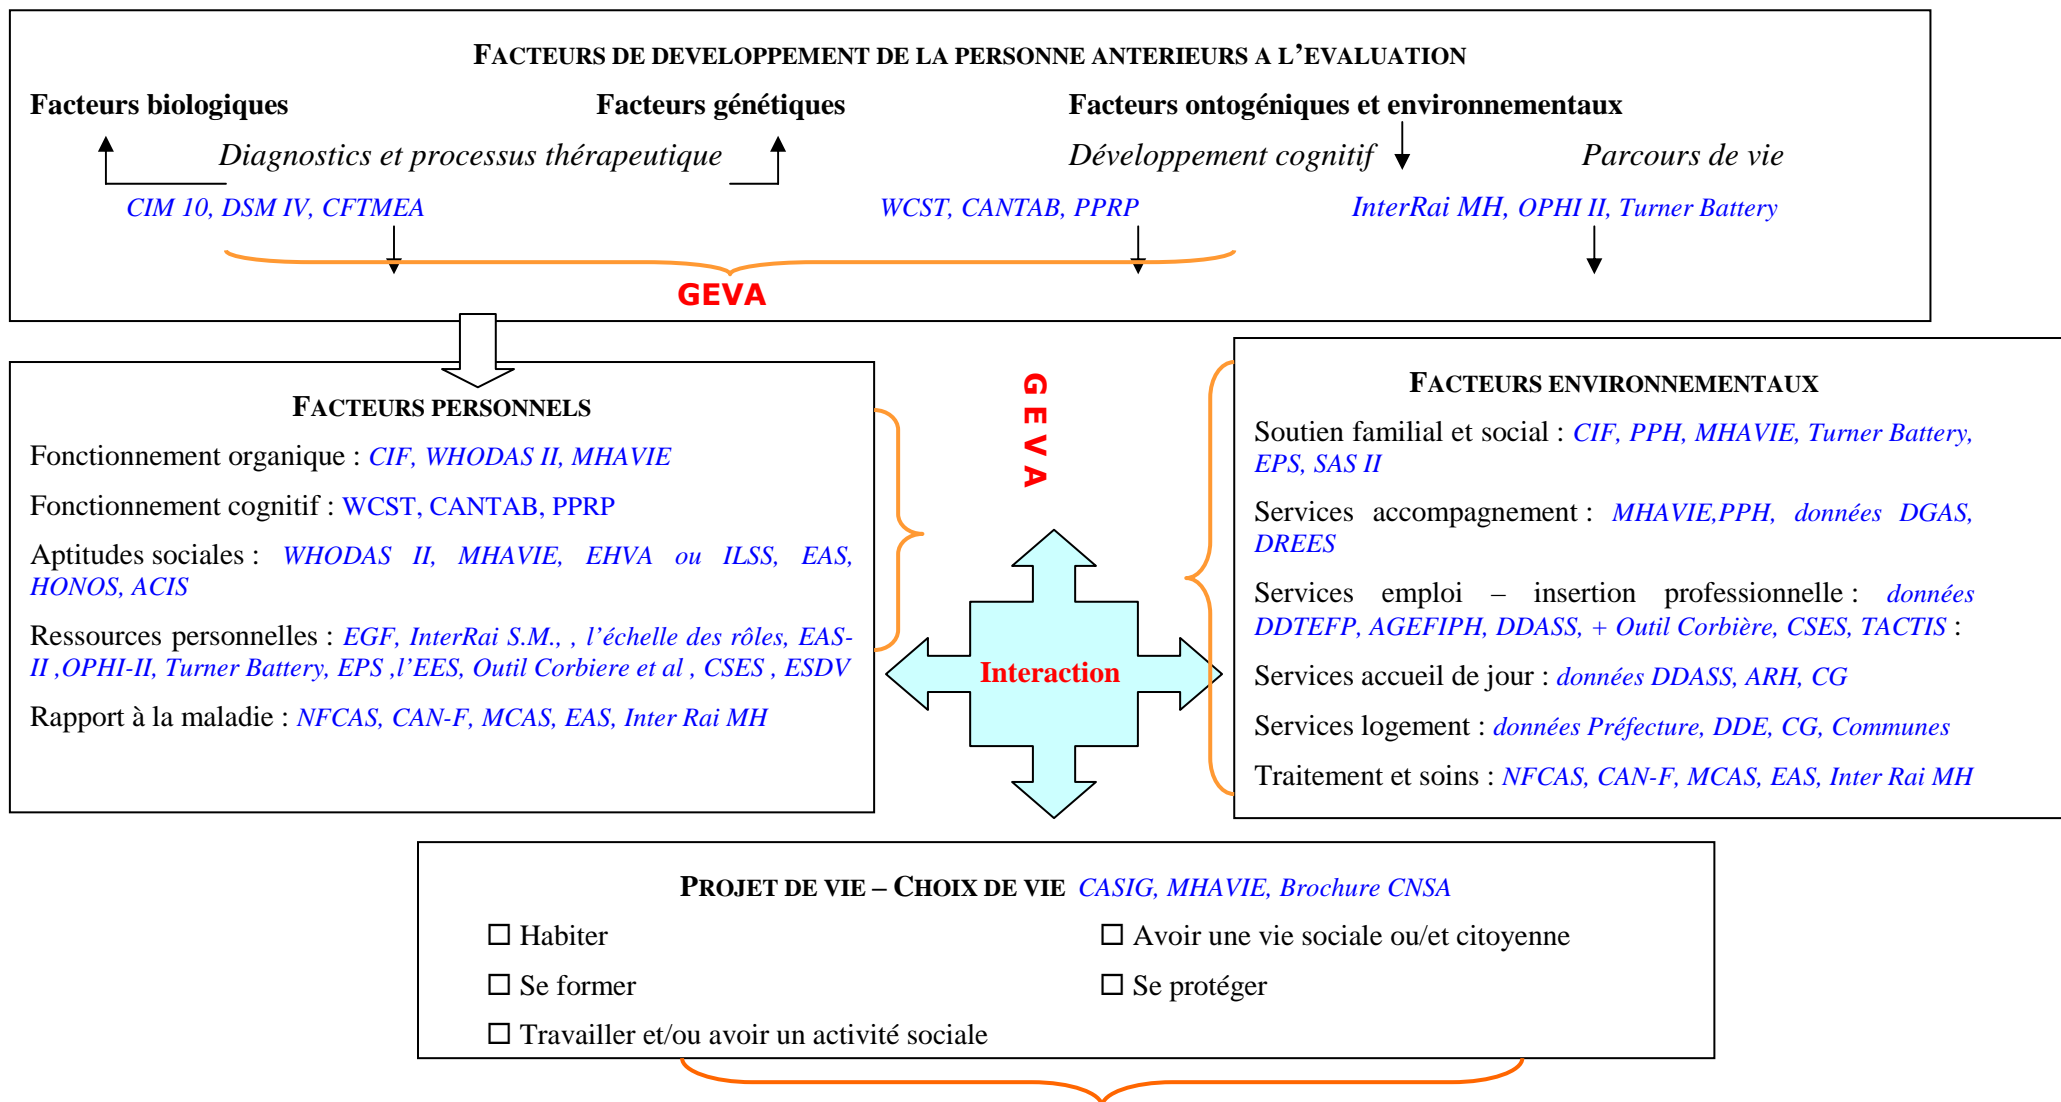 FACTEURS DE DEVELOPPEMENT DE LA PERSONNE ANTERIEURS A L’EVALUATION
Facteurs biologiques Facteurs génétiques Facteurs ontogéniques et environnementaux
Diagnostics et processus thérapeutique Développement cognitif Parcours de vie
CIM 10, DSM IV, CFTMEA WCST, CANTAB, PPRP InterRai MH, OPHI II, Turner Battery
GEVA
FACTEURS PERSONNELS
Fonctionnement organique : CIF, WHODAS II, MHAVIE
Fonctionnement cognitif : WCST, CANTAB, PPRP
Aptitudes sociales : WHODAS II, MHAVIE, EHVA ou ILSS, EAS,
HONOS, ACIS
Ressources personnelles : EGF, InterRai S.M., , l’échelle des rôles, EAS-
II ,OPHI-II, Turner Battery, EPS ,l’EES, Outil Corbiere et al , CSES , ESDV
Rapport à la maladie : NFCAS, CAN-F, MCAS, EAS, Inter Rai MH
GEVA
Interaction
FACTEURS ENVIRONNEMENTAUX
Soutien familial et social : CIF, PPH, MHAVIE, Turner Battery,
EPS, SAS II
Services accompagnement : MHAVIE,PPH, données DGAS,
DREES
Services emploi – insertion professionnelle : données
DDTEFP, AGEFIPH, DDASS, + Outil Corbière, CSES, TACTIS :
Services accueil de jour : données DDASS, ARH, CG
Services logement : données Préfecture, DDE, CG, Communes
Traitement et soins : NFCAS, CAN-F, MCAS, EAS, Inter Rai MH
PROJET DE VIE – CHOIX DE VIE CASIG, MHAVIE, Brochure CNSA
☐ Habiter ☐ Avoir une vie sociale ou/et citoyenne
☐ Se former ☐ Se protéger
☐ Travailler et/ou avoir un activité sociale